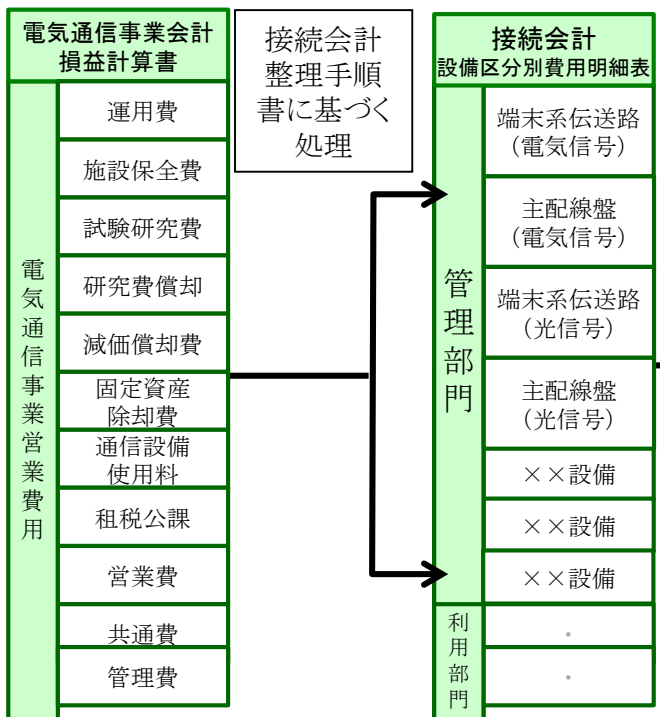 電気通信事業会計
損益計算書
電気通信事業営業費用
運用費
施設保全費
試験研究費
研究費償却
減価償却費
固定資産
除却費
通信設備
使用料
租税公課
営業費
共通費
管理費
接続会計
整理手順
書に基づく
処理
接続会計
設備区分別費用明細表
管理部門
端末系伝送路
(電気信号)
主配線盤
(電気信号)
端末系伝送路
(光信号)
主配線盤
(光信号)
××設備
××設備
××設備
利用部門
.
.